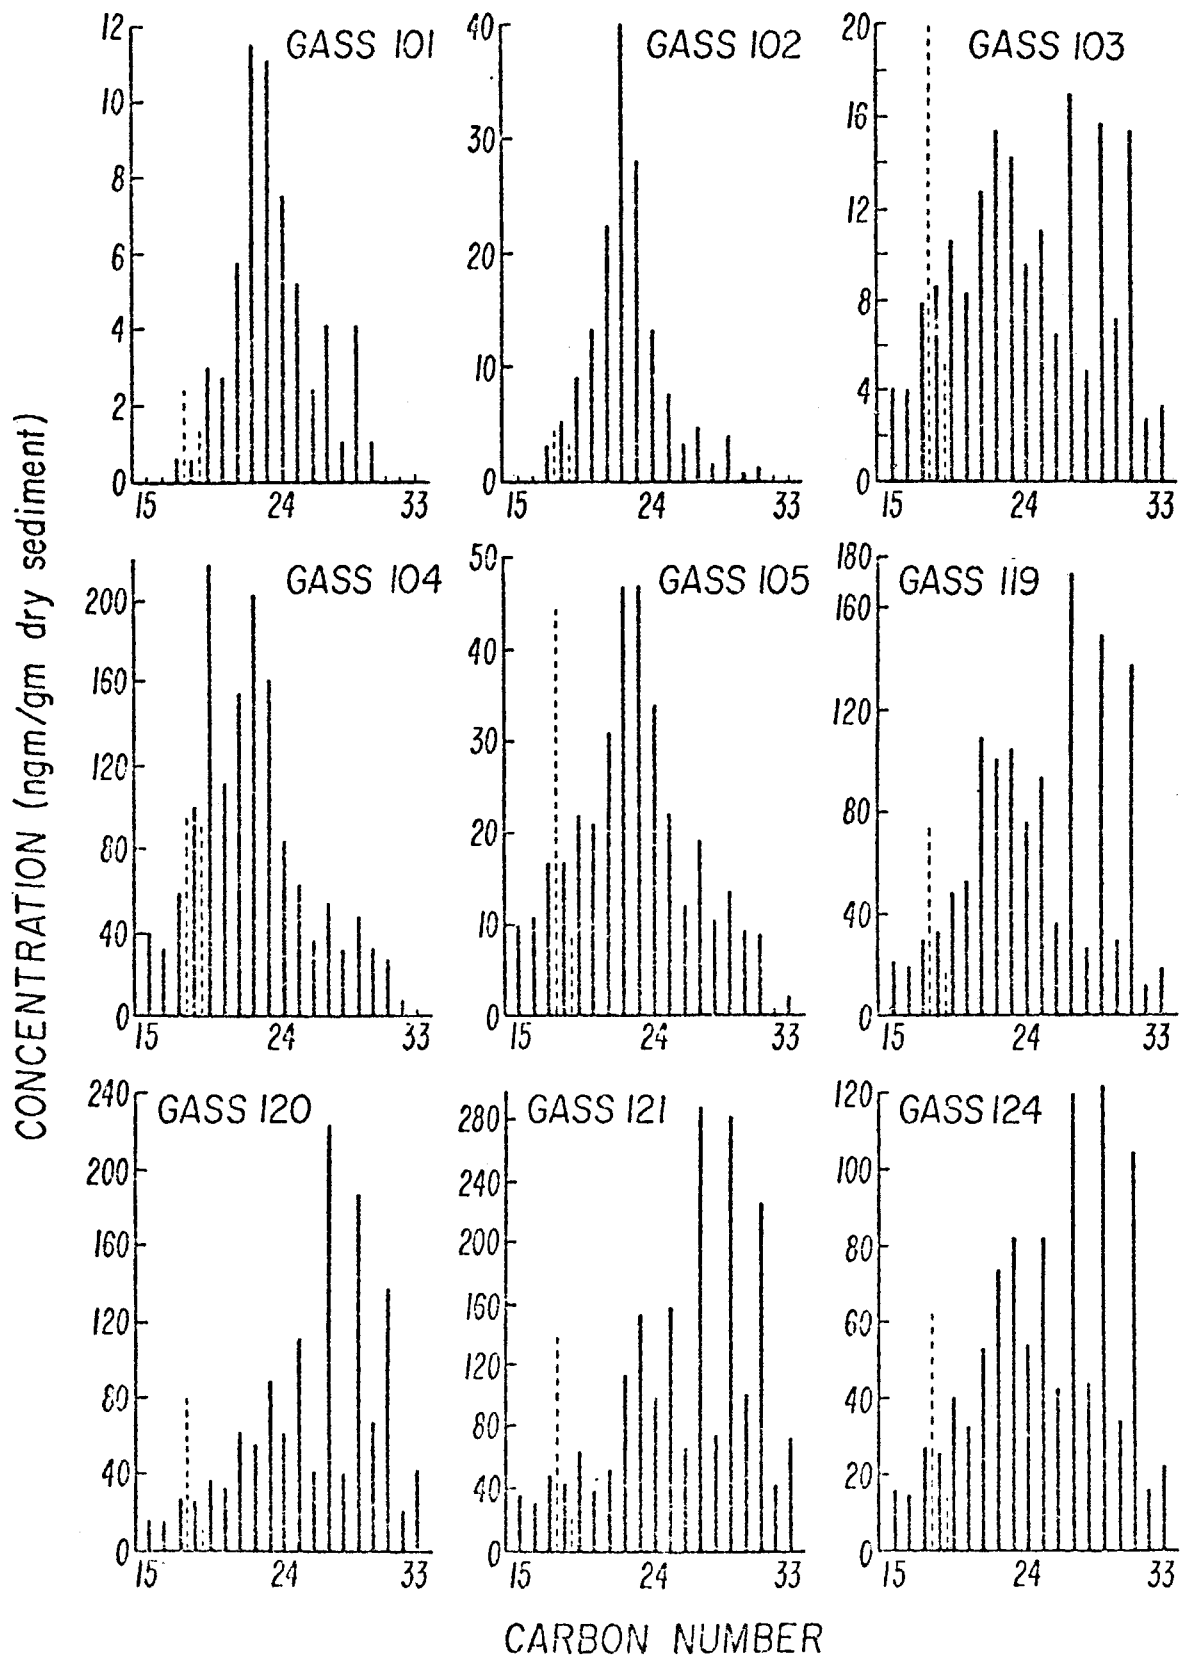 CONCENTRATION (ngm/gm dry sediment)
GASS 101
12
10
8
6
4
2
0
15 24 33
GASS 102
40
30
20
10
0
15 24 33
GASS 103
20
16
12
8
4
0
15 24 33
GASS 104
200
160
120
80
40
0
15 24 33
GASS 105
50
40
30
20
10
0
15 24 33
GASS 119
180
160
120
80
40
0
15 24 33
GASS 120
240
200
160
120
80
40
0
15 24 33
GASS 121
280
240
200
160
120
80
40
0
15 24 33
GASS 124
120
100
80
60
40
20
0
15 24 33
CARBON NUMBER